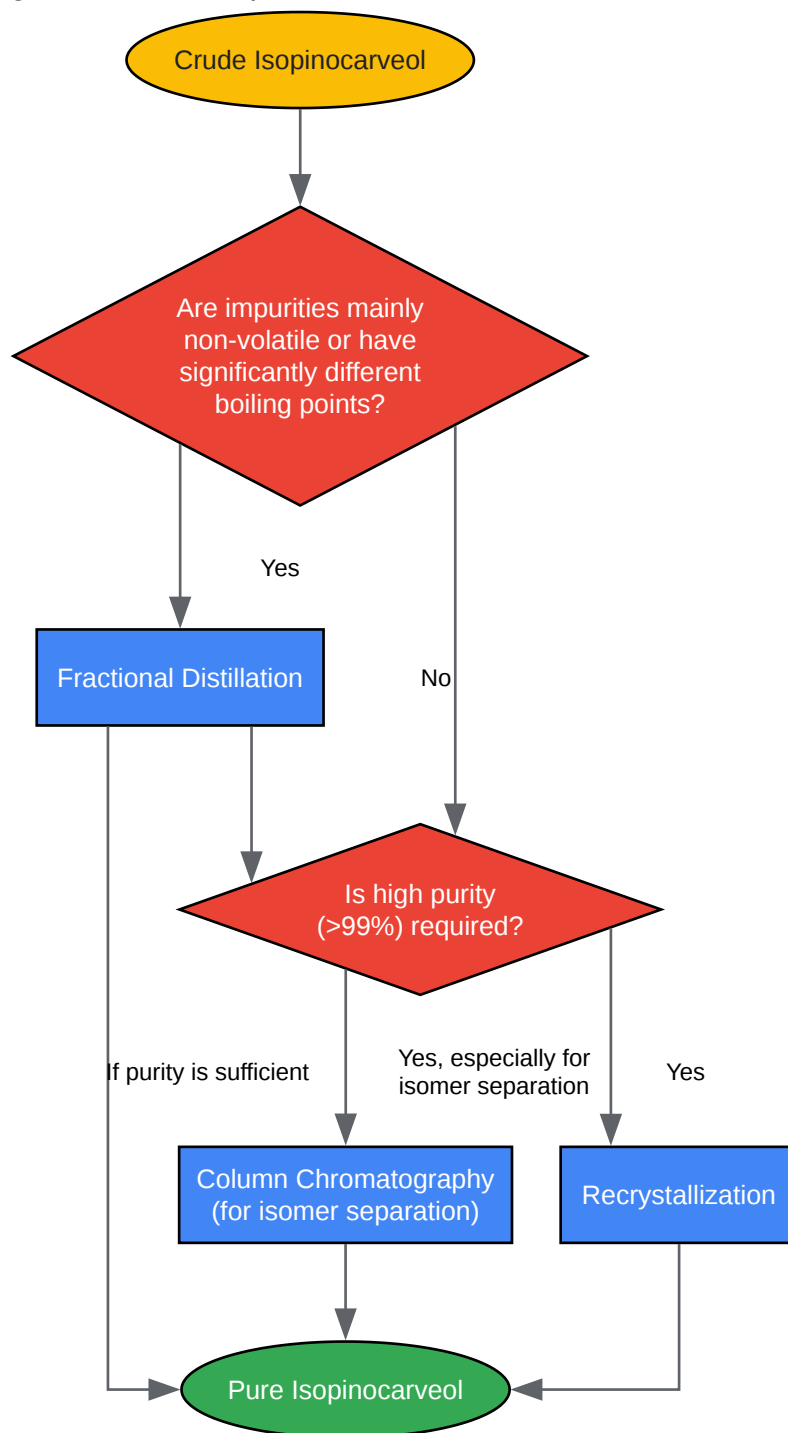 Crude Isopinocarveol
Are impurities mainly
non-volatile or have
significantly different
boiling points?
Yes
Fractional Distillation
No
Is high purity
(>99%) required?
If purity is sufficient
Yes, especially for
isomer separation
Yes
Column Chromatography
(for isomer separation)
Recrystallization
Pure Isopinocarveol